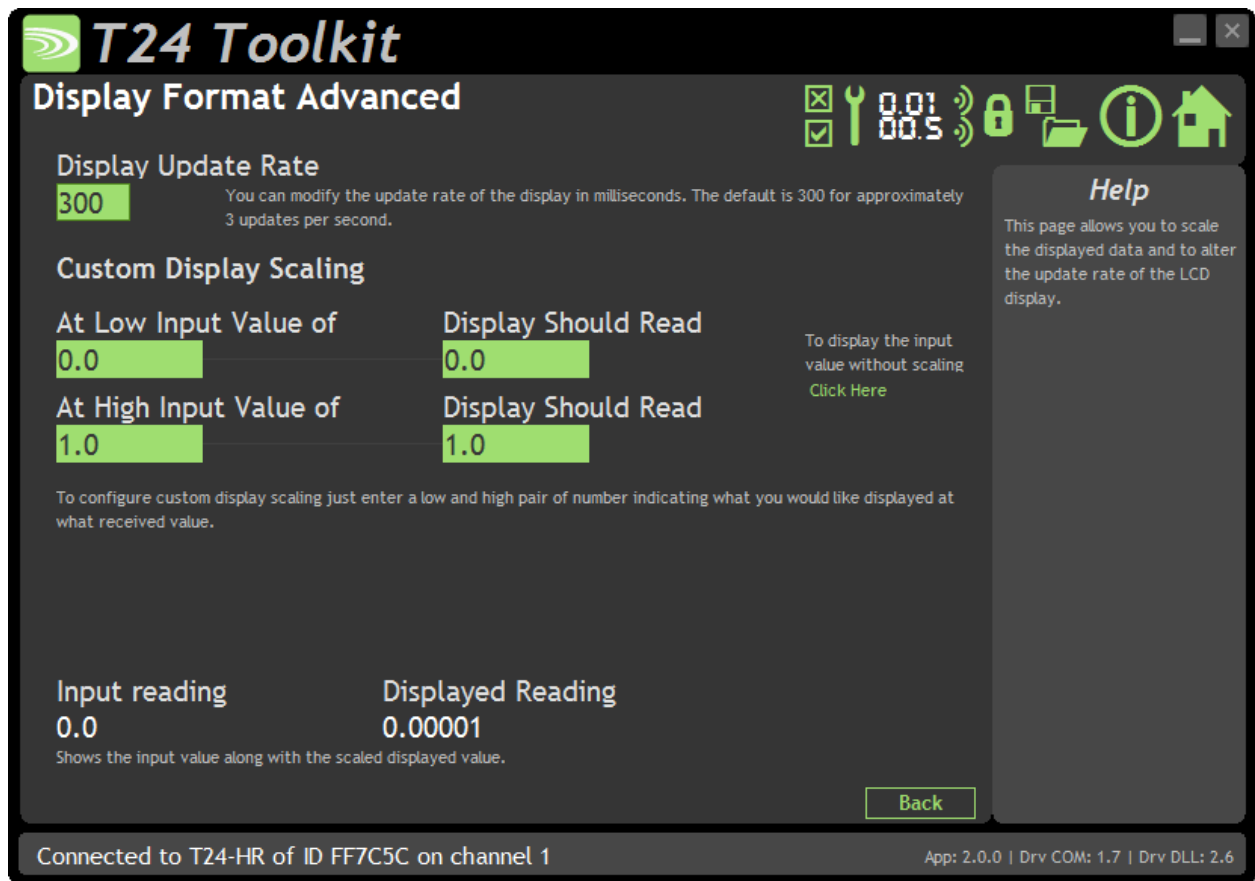 T24 Toolkit
Display Format Advanced
0.01
00.5
Display Update Rate
300
You can modify the update rate of the display in milliseconds. The default is 300 for approximately
3 updates per second.
Custom Display Scaling
At Low Input Value of
Display Should Read
0.0
0.0
At High Input Value of
Display Should Read
1.0
1.0
To display the input
value without scaling
Click Here
To configure custom display scaling just enter a low and high pair of number indicating what you would like displayed at
what received value.
Input reading
Displayed Reading
0.0
0.00001
Shows the input value along with the scaled displayed value.
Back
Help
This page allows you to scale
the displayed data and to alter
the update rate of the LCD
display.
Connected to T24-HR of ID FF7C5C on channel 1
App: 2.0.0 | Drv COM: 1.7 | Drv DLL: 2.6